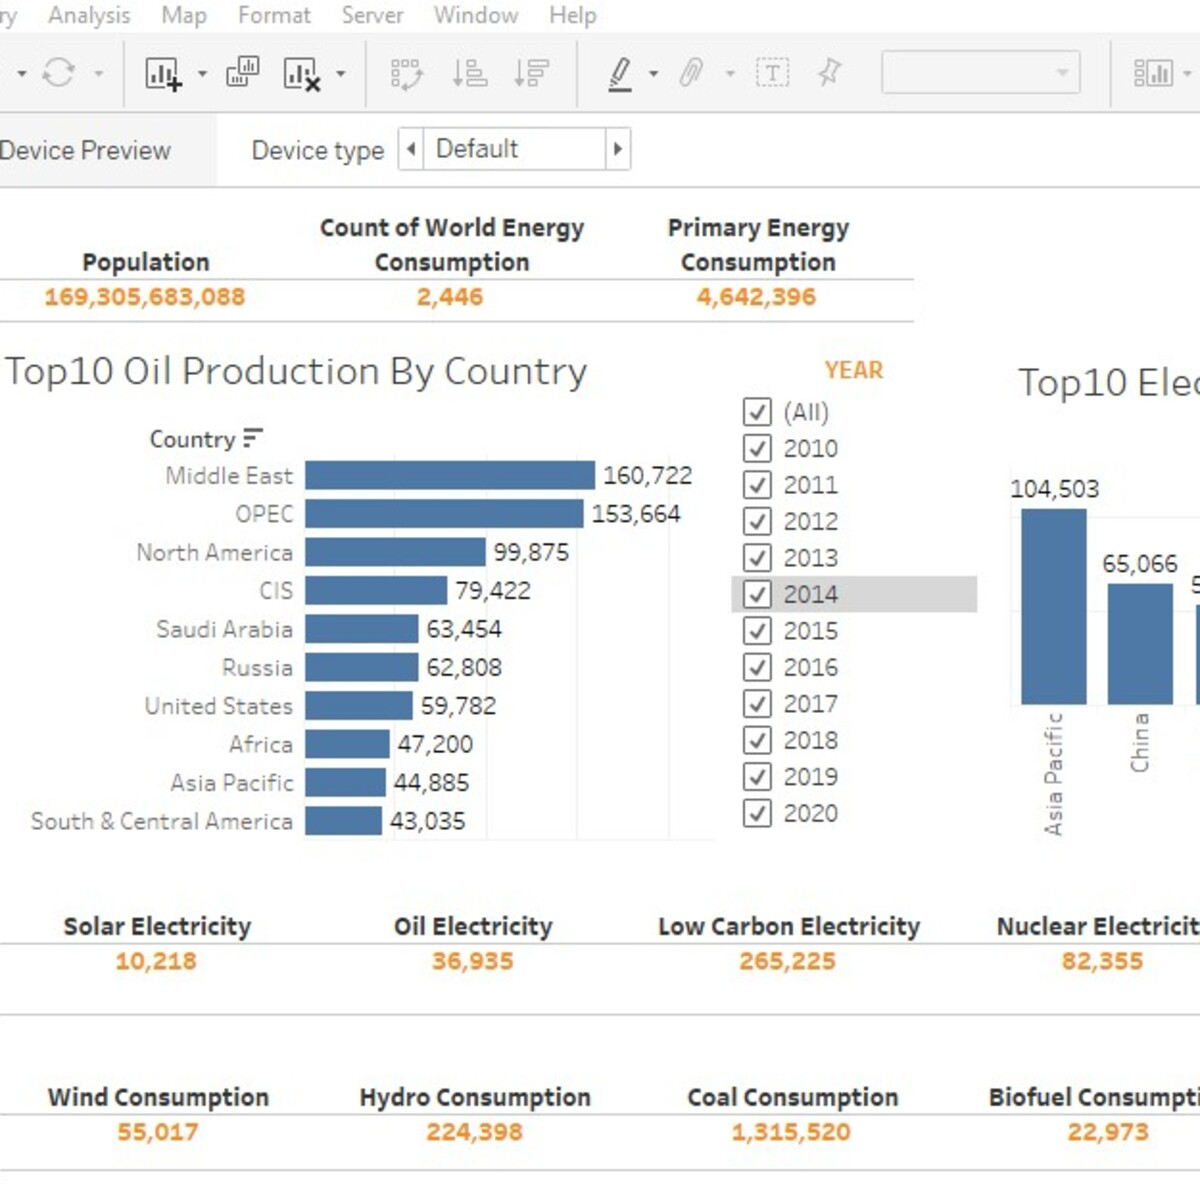 ry Analysis Map Format Server Window Help
T
Device Preview Device type Default
Population
Count of World Energy Consumption
Primary Energy Consumption
169,305,683,088 2,446 4,642,396
Top10 Oil Production By Country
Country
Middle East 160,722
OPEC 153,664
North America 99,875
CIS 79,422
Saudi Arabia 63,454
Russia 62,808
United States 59,782
Africa 47,200
Asia Pacific 44,885
South & Central America 43,035
YEAR
(All)
2010
2011
2012
2013
2014
2015
2016
2017
2018
2019
2020
Top10 Elec
104,503
65,066
5
Asia Pacific
China
Solar Electricity Oil Electricity Low Carbon Electricity Nuclear Electricit
10,218 36,935 265,225 82,355
Wind Consumption Hydro Consumption Coal Consumption Biofuel Consumpti
55,017 224,398 1,315,520 22,973